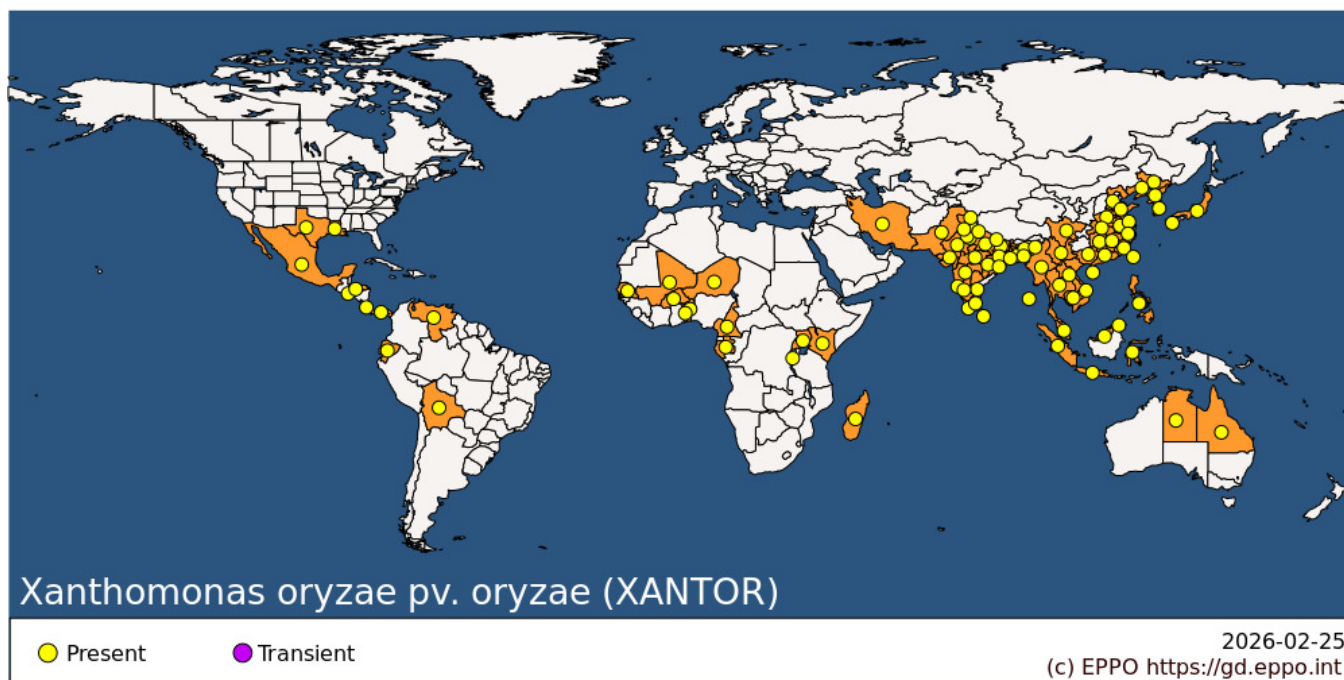 Xanthomonas oryzae pv. oryzae (XANTOR)
Present
Transient
2026-02-25
(c) EPPO https://gd.eppo.int